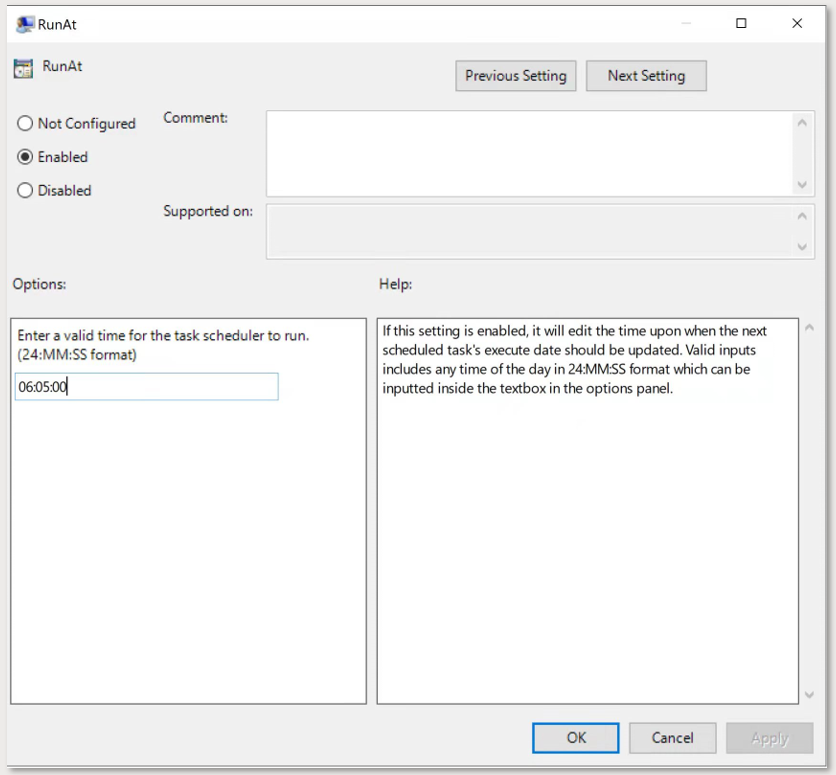 RunAt
RunAt
Previous Setting
Next Setting
Not Configured
Comment:
Enabled
Disabled
Supported on:
Options:
Help:
Enter a valid time for the task scheduler to run.
(24:MM:SS format)
06:05:00
If this setting is enabled, it will edit the time upon when the next
scheduled task's execute date should be updated. Valid inputs
includes any time of the day in 24:MM:SS format which can be
inputted inside the textbox in the options panel.
OK
Cancel
Apply